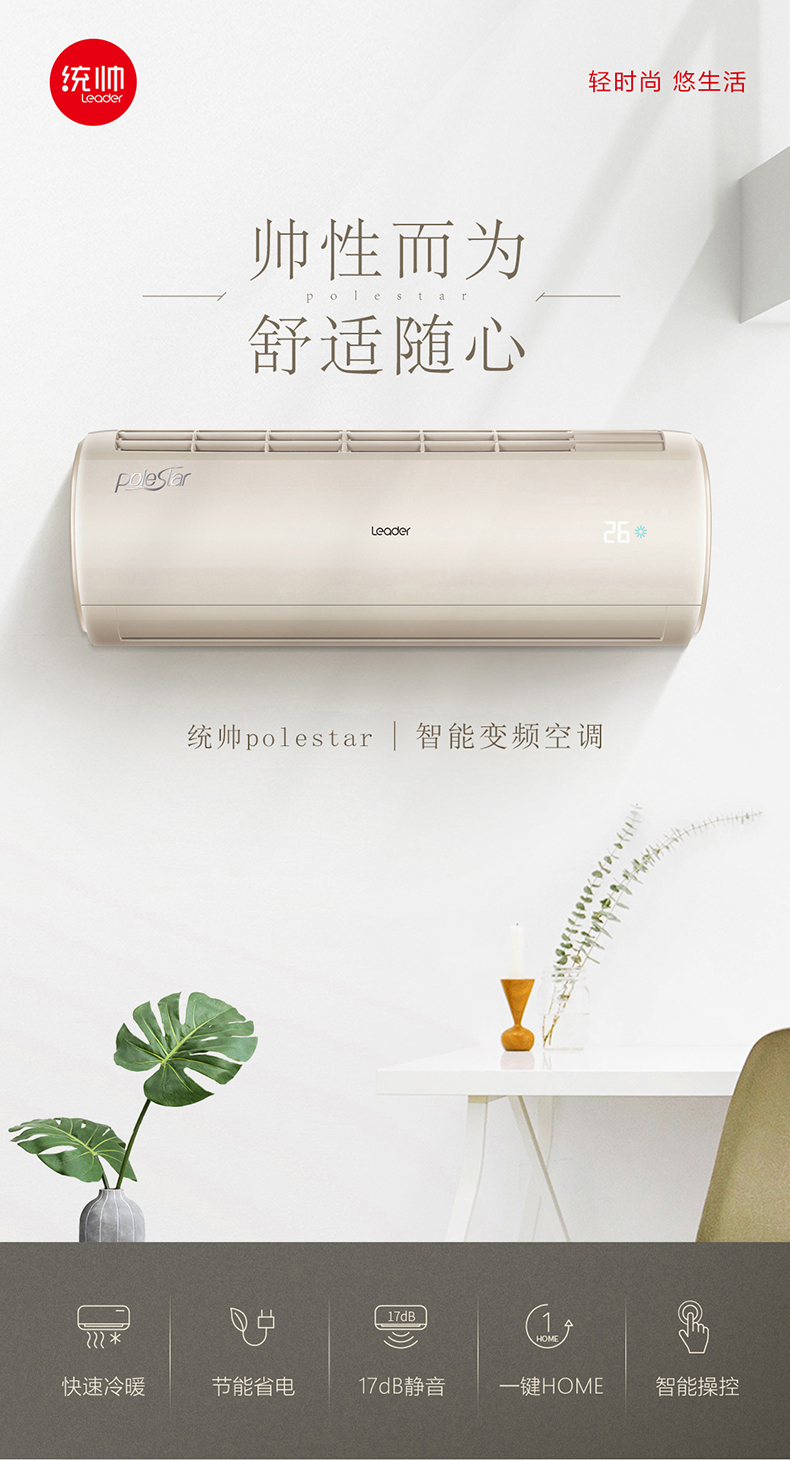 统帅
Leader
轻时尚 悠生活
帅性而为
polestar
舒适随心
polestar
Leader
26
统帅polestar | 智能变频空调
17dB
1
HOME
快速冷暖
节能省电
17dB静音
一键HOME
智能操控